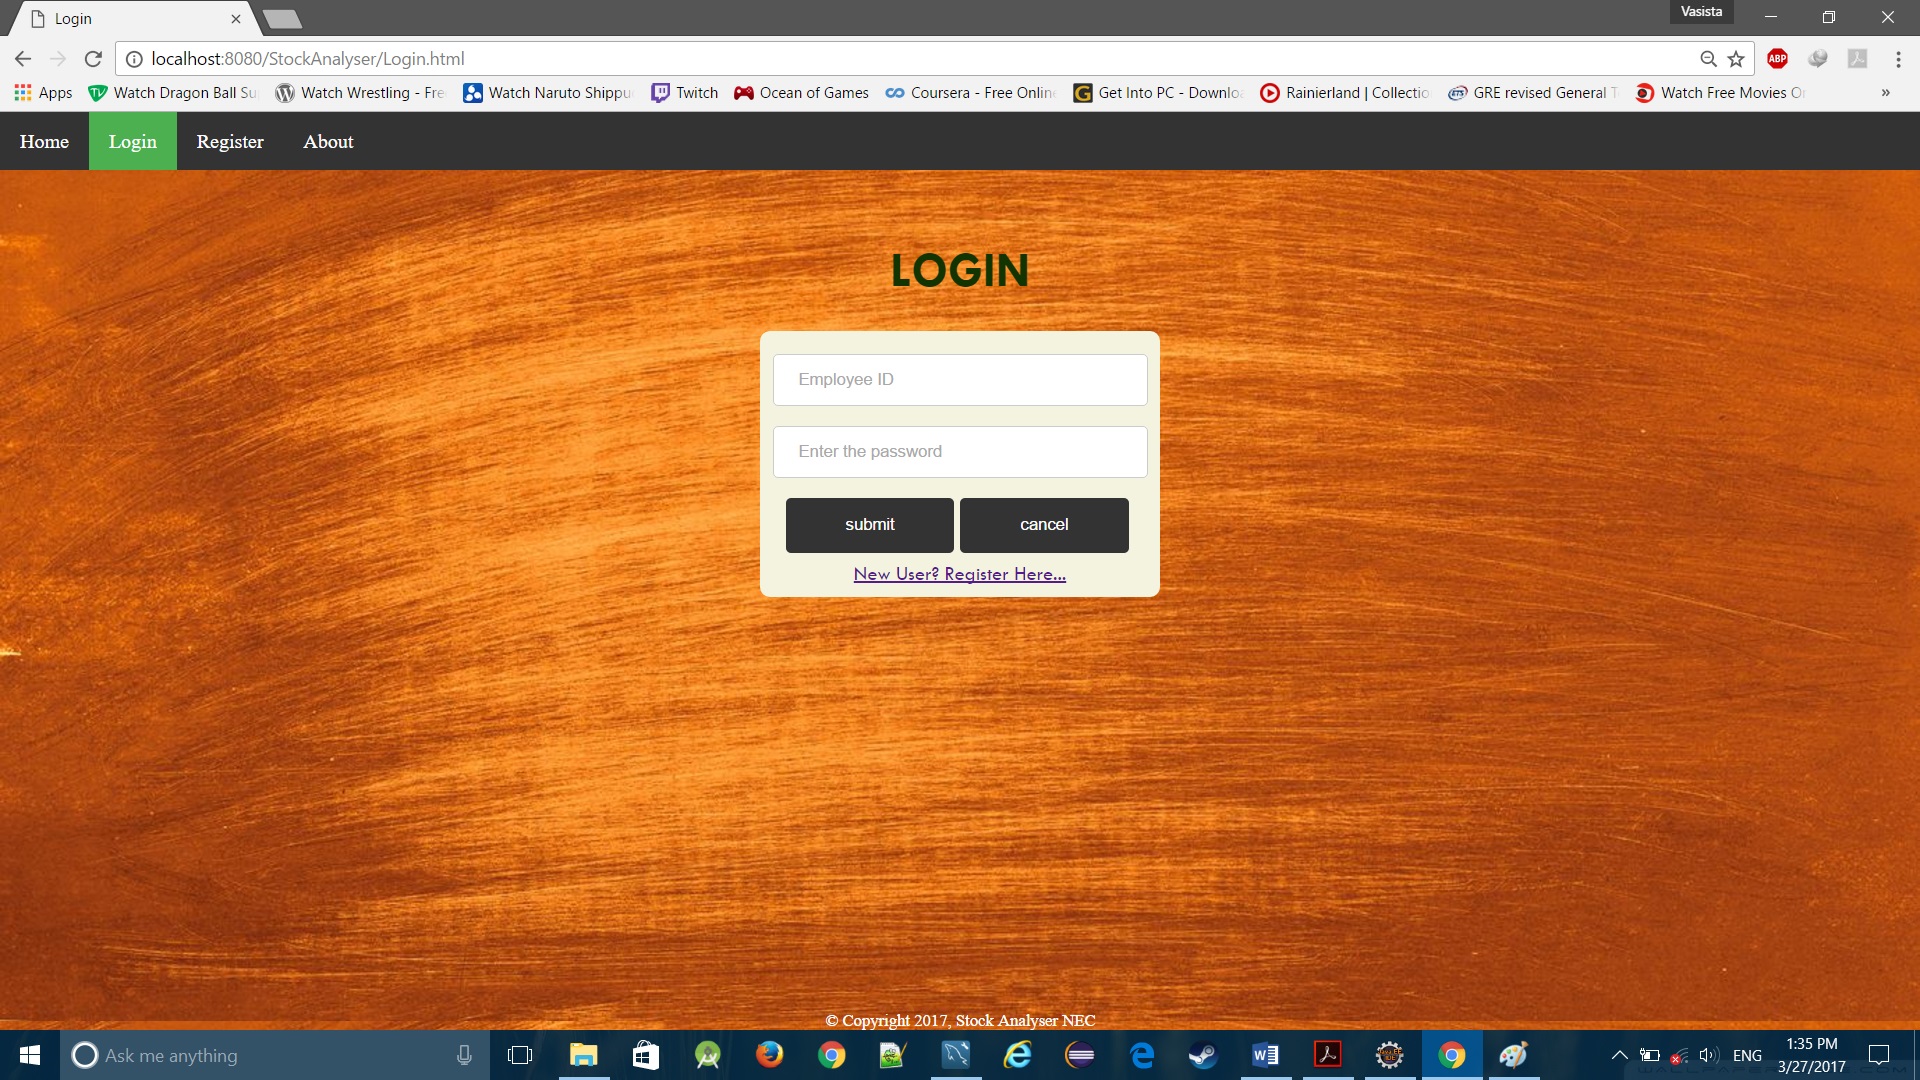 Login
Vasista
localhost:8080/StockAnalyser/Login.html
ABP
Apps
Watch Dragon Ball Su
Watch Wrestling - Fre
Watch Naruto Shippu
Twitch
Ocean of Games
Coursera - Free Onlin
Get Into PC - Downlo
Rainierland | Collectio
GRE revised General T
Watch Free Movies O
»
Home
Login
Register
About
LOGIN
Employee ID
Enter the password
submit
cancel
New User? Register Here...
© Copyright 2017, Stock Analyser NEC
Ask me anything
ENG
1:35 PM
3/27/2017